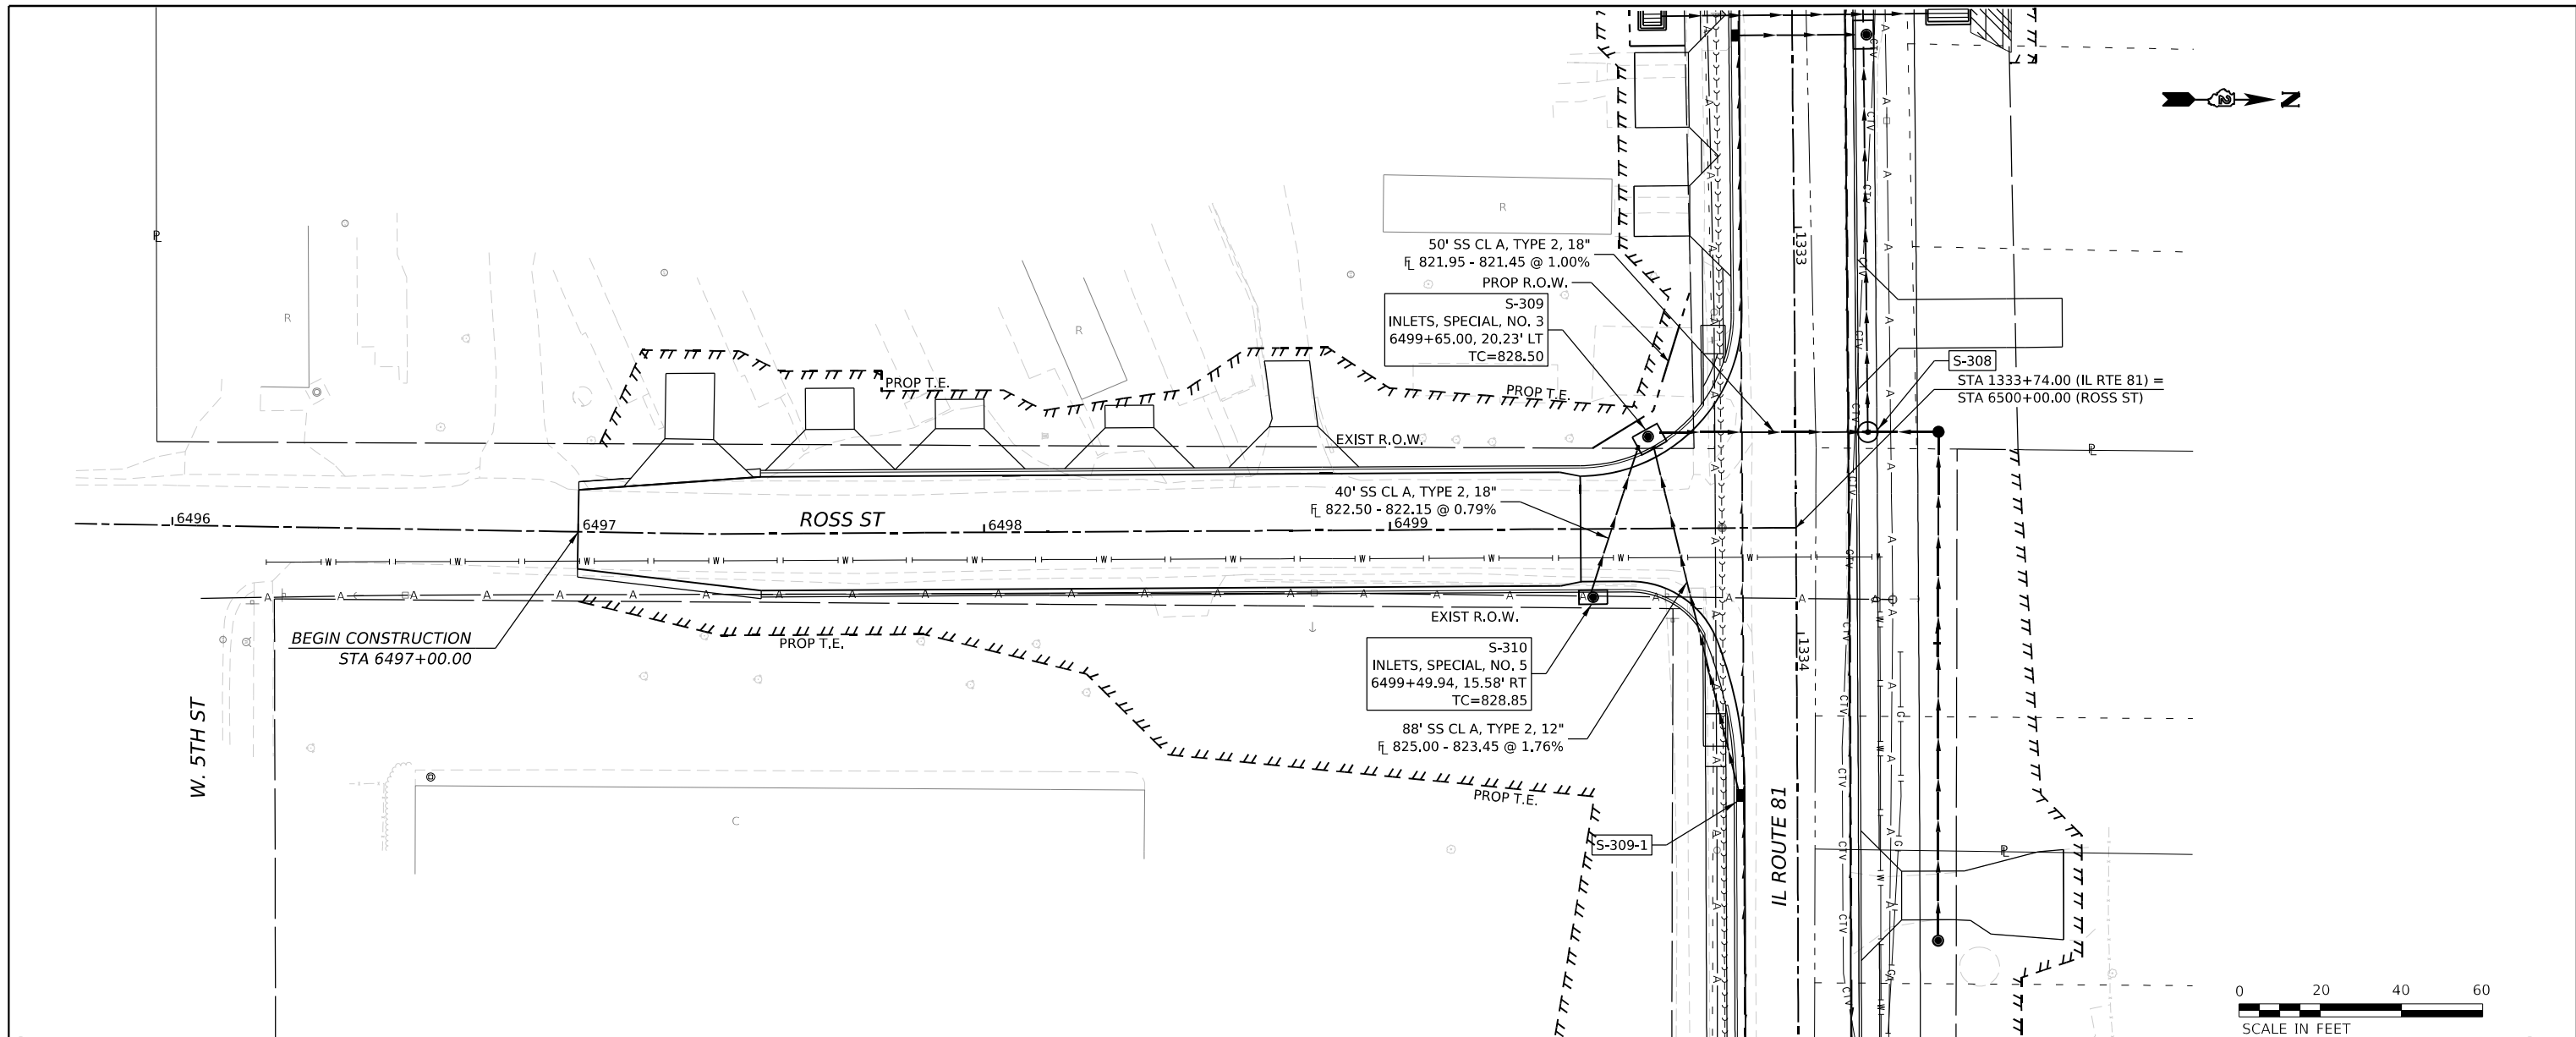 N
1333
50' SS CL A, TYPE 2, 18"
FL 821.95 - 821.45 @ 1.00%
PROP R.O.W.
S-309
INLETS, SPECIAL, NO. 3
6499+65.00, 20.23' LT
TC=828.50
S-308
STA 1333+74.00 (IL RTE 81) =
STA 6500+00.00 (ROSS ST)
PROP T.E.
PROP T.E.
EXIST R.O.W.
40' SS CL A, TYPE 2, 18"
FL 822.50 - 822.15 @ 0.79%
6496
6497
ROSS ST
6498
6499
BEGIN CONSTRUCTION
STA 6497+00.00
PROP T.E.
EXIST R.O.W.
S-310
INLETS, SPECIAL, NO. 5
6499+49.94, 15.58' RT
TC=828.85
1334
88' SS CL A, TYPE 2, 12"
FL 825.00 - 823.45 @ 1.76%
W. 5TH ST
PROP T.E.
S-309-1
IL ROUTE 81
R
R
R
C
0 20 40 60
SCALE IN FEET